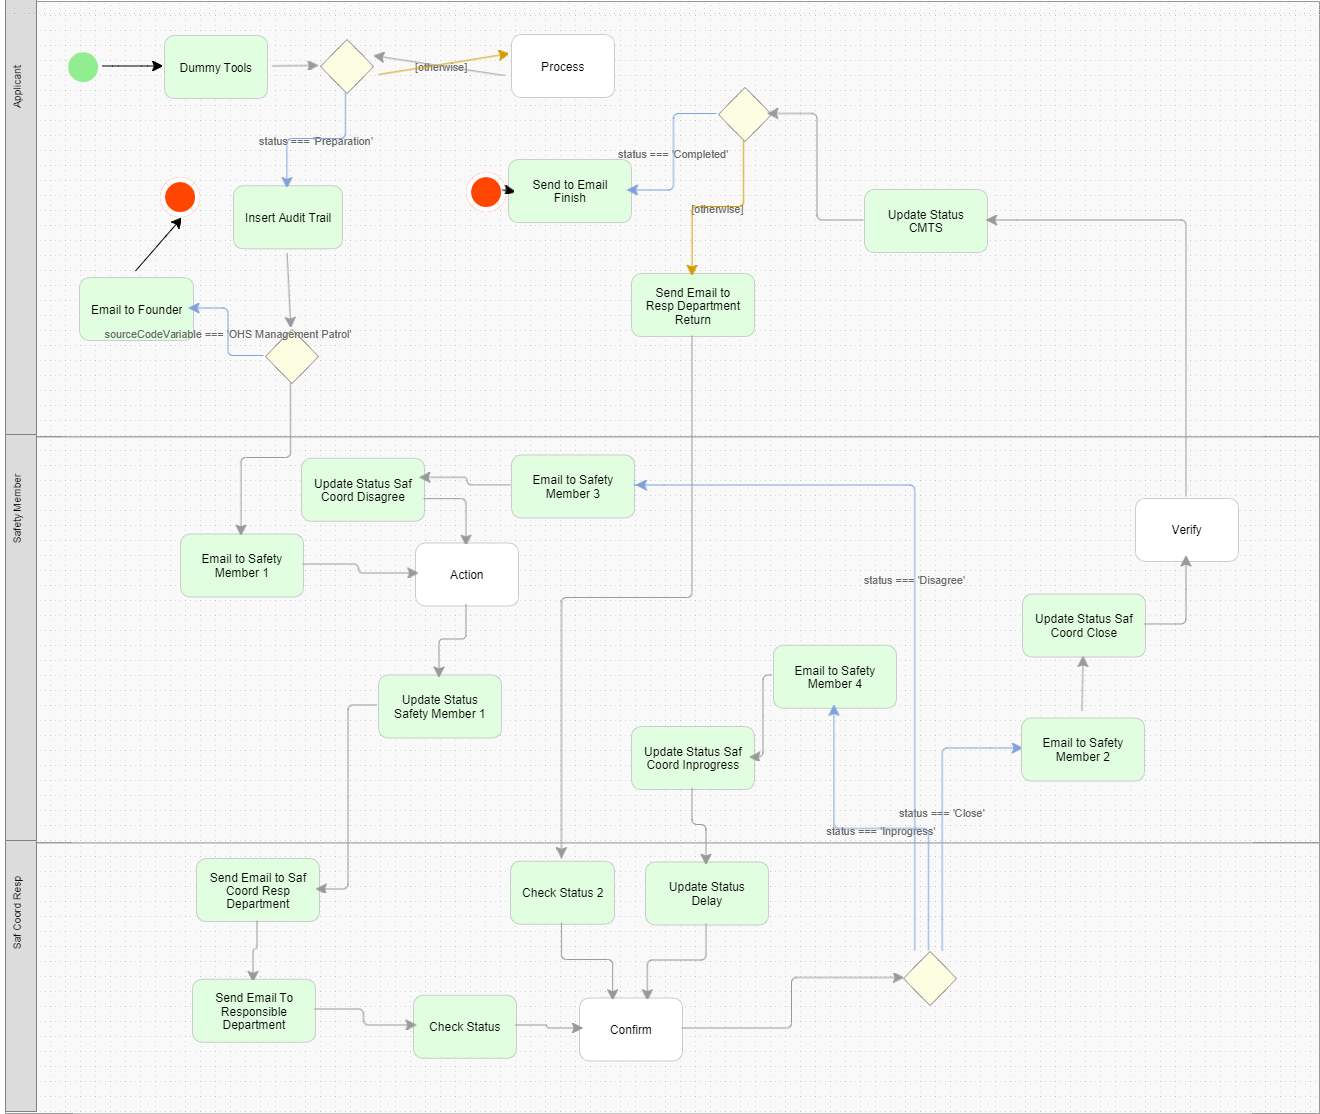 Applicant
Dummy Tools
[otherwise]
Process
status === 'Preparation'
status === 'Completed'
Send to Email
Finish
Insert Audit Trail
[otherwise]
Update Status
CMTS
Email to Founder
sourceCodeVariable === 'OHS Management Patrol'
Send Email to
Resp Department
Return
Safety Member
Update Status Saf
Coord Disagree
Email to Safety
Member 3
Verify
Email to Safety
Member 1
Action
status === 'Disagree'
Update Status Saf
Coord Close
Email to Safety
Member 4
Update Status
Safety Member 1
Update Status Saf
Coord Inprogress
Email to Safety
Member 2
status === 'Close'
status === 'Inprogress'
Saf Coord Resp
Send Email to Saf
Coord Resp
Department
Check Status 2
Update Status
Delay
Send Email To
Responsible
Department
Check Status
Confirm